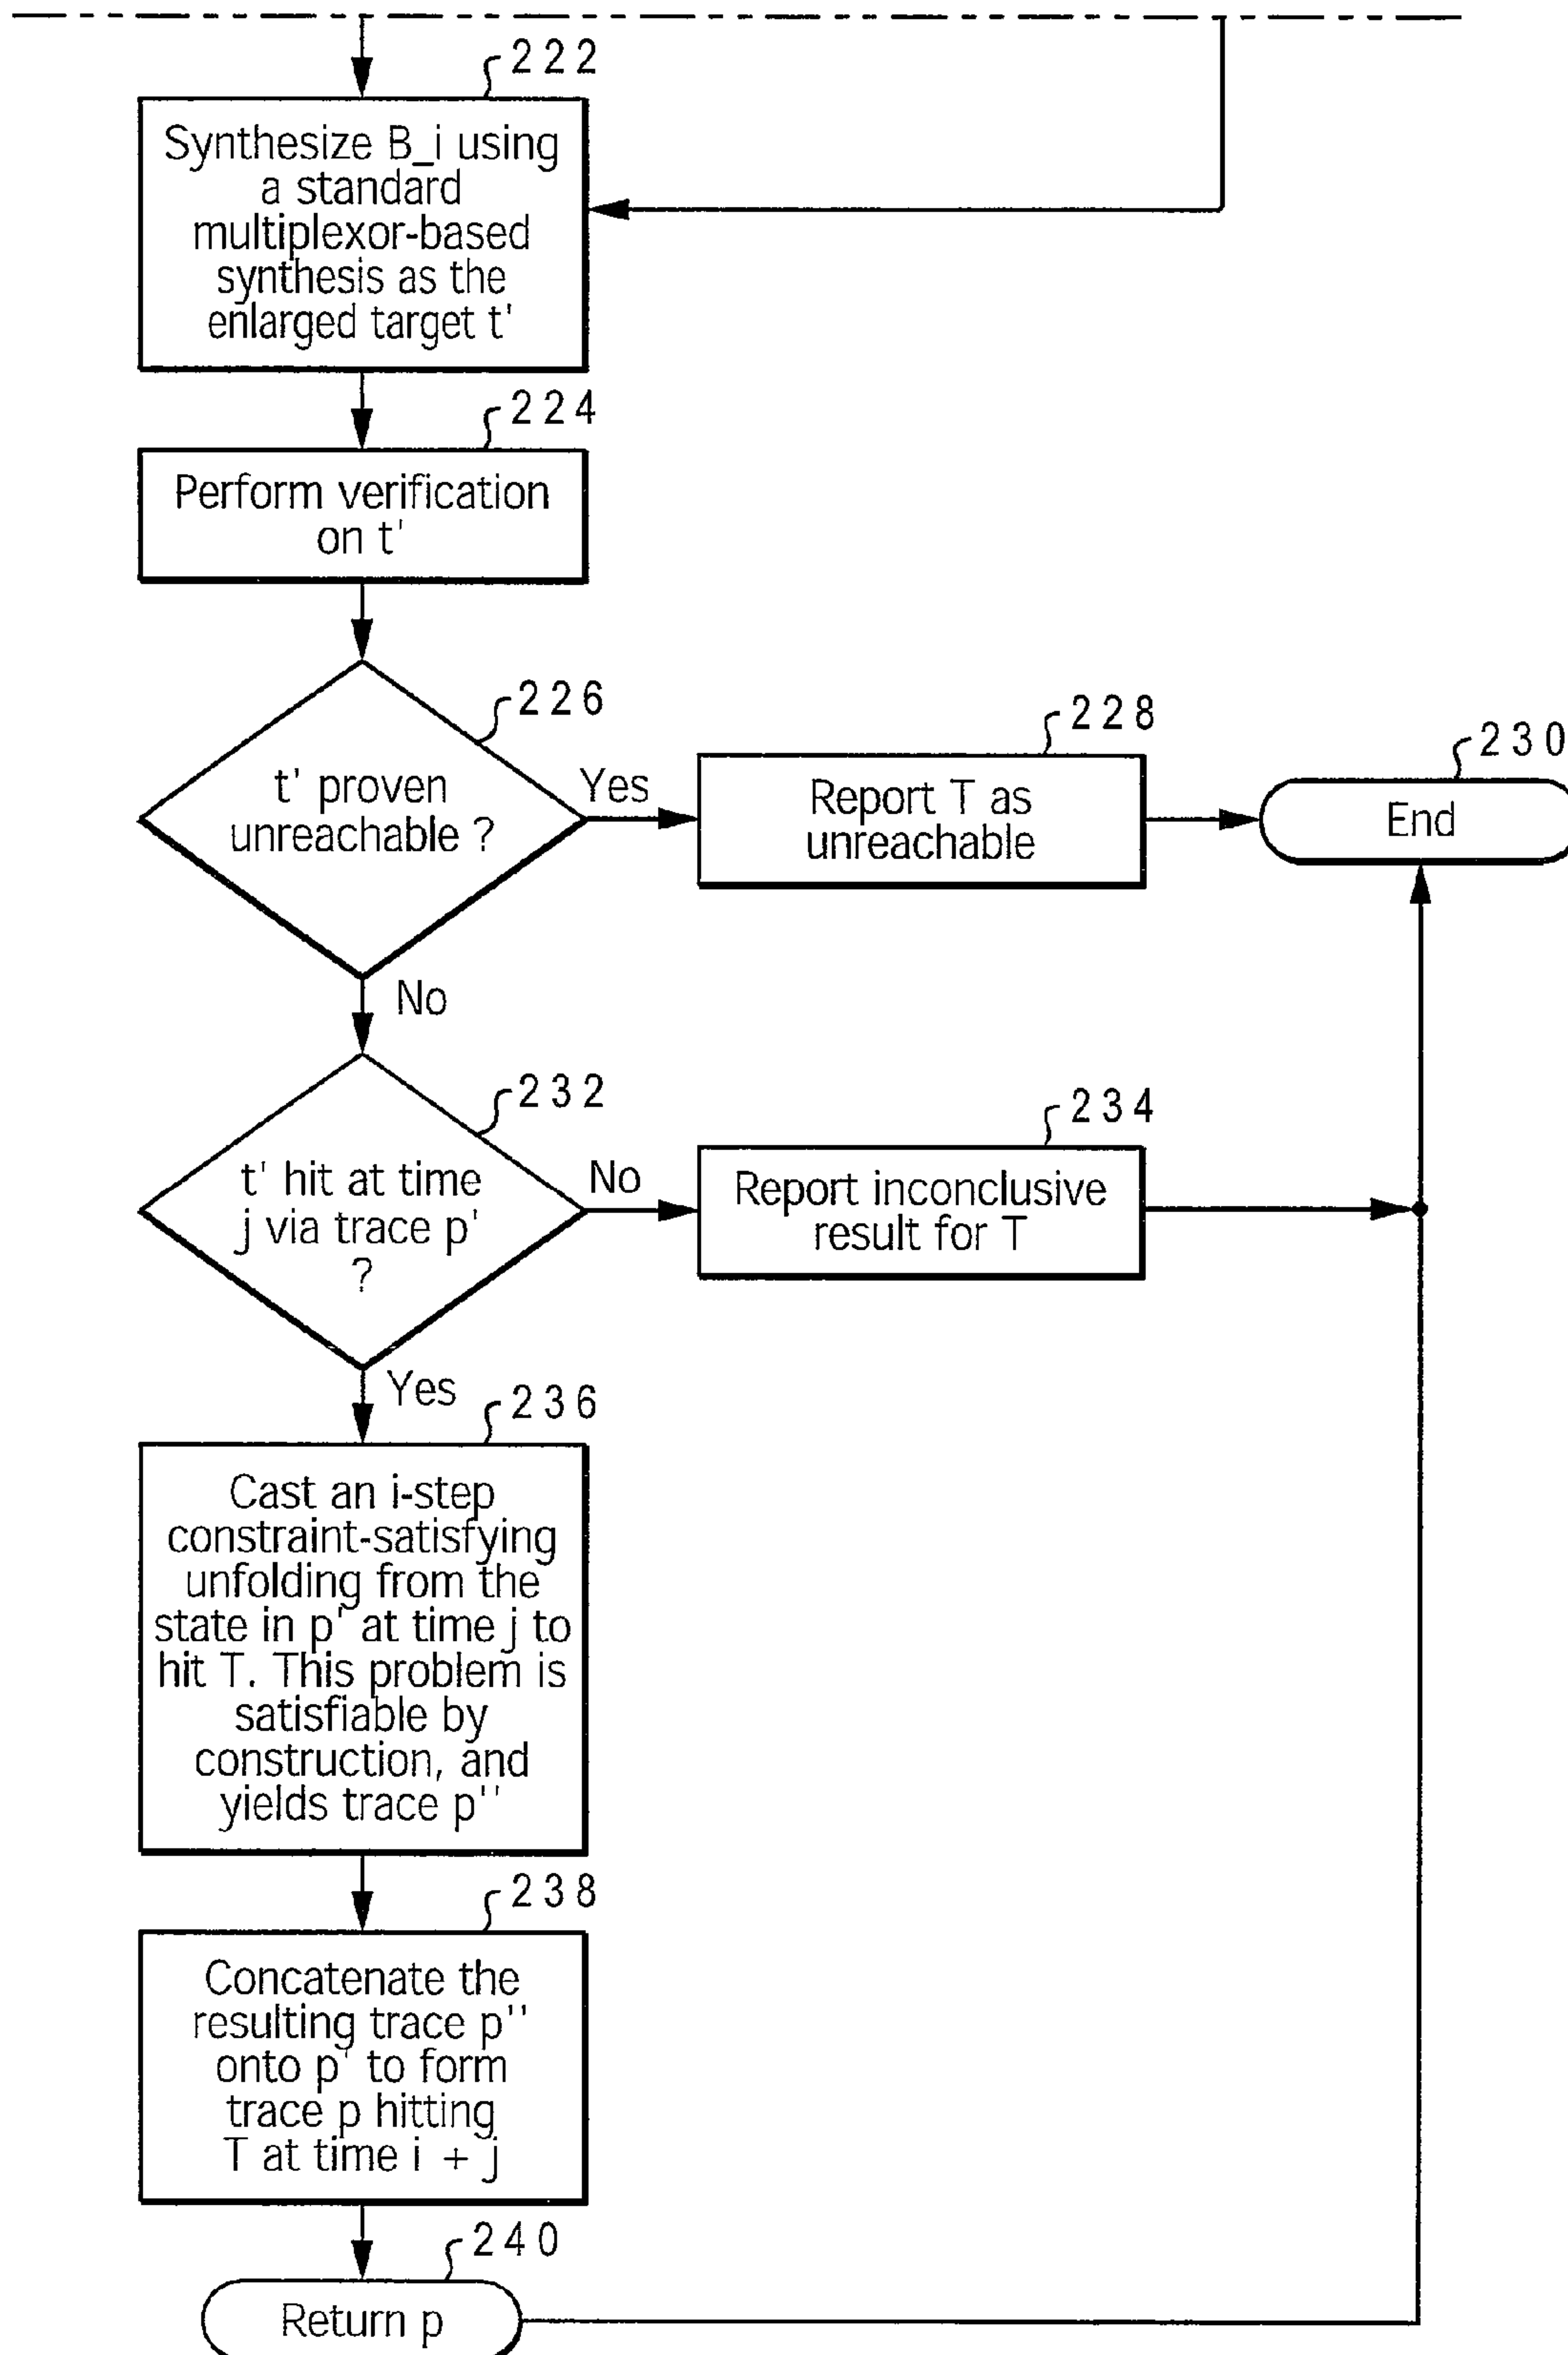 222
Synthesize B_i using
a standard
multiplexor-based
synthesis as the
enlarged target t'
224
Perform verification
on t'
226
t' proven
unreachable ?
Yes
228
Report T as
unreachable
230
End
No
232
t' hit at time
j via trace p'
?
No
234
Report inconclusive
result for T
Yes
236
Cast an i-step
constraint-satisfying
unfolding from the
state in p' at time j to
hit T. This problem is
satisfiable by
construction, and
yields trace p''
238
Concatenate the
resulting trace p''
onto p' to form
trace p hitting
T at time i + j
240
Return p